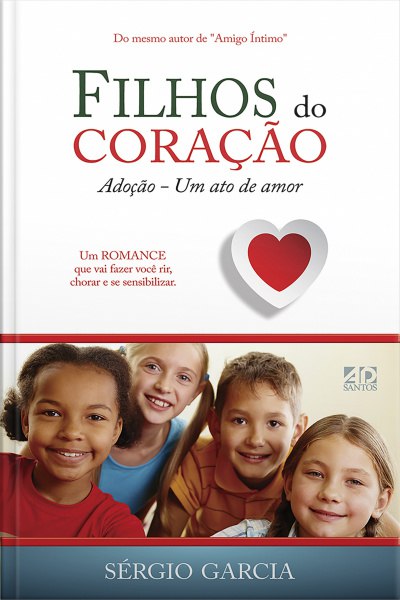 Do mesmo autor de "Amigo Íntimo"
FILHOS do
CORAÇÃO
Adoção – Um ato de amor
Um ROMANCE
que vai fazer você rir,
chorar e se sensibilizar.
AD
SANTOS
SÉRGIO GARCIA